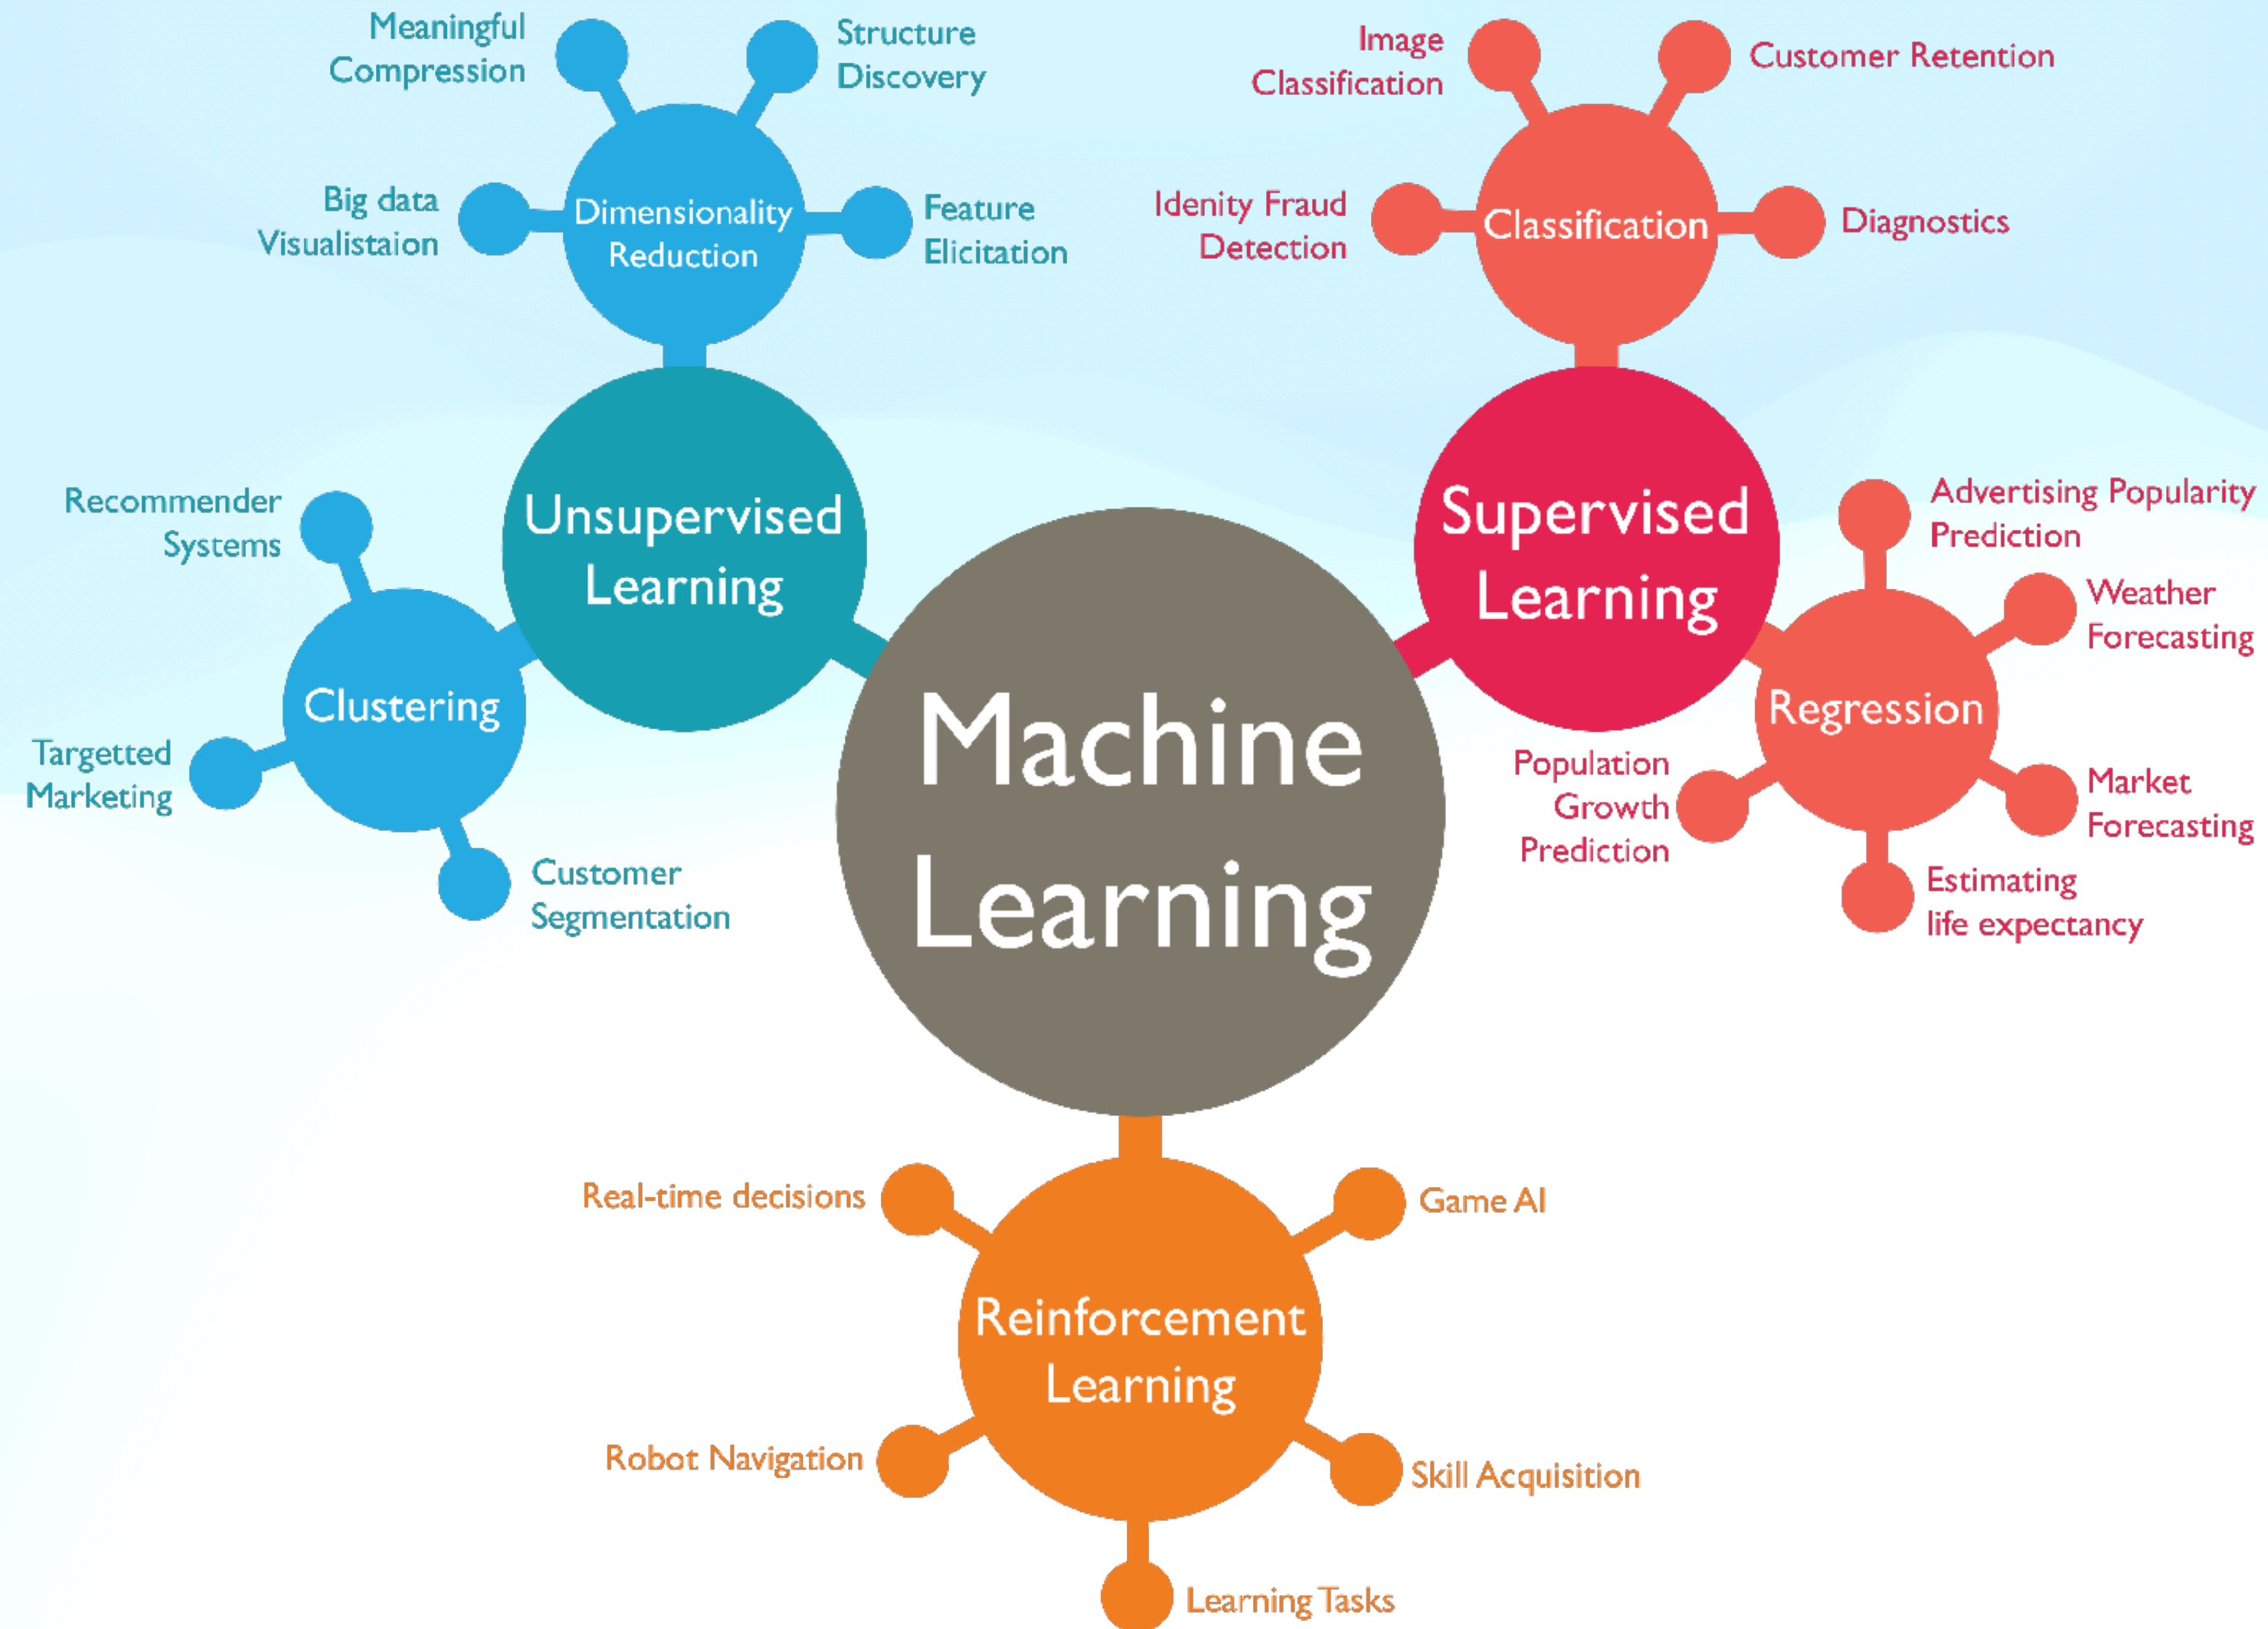 Meaningful
Compression
Structure
Discovery
Big data
Visualistaion
Dimensionality
Reduction
Feature
Elicitation
Image
Classification
Customer Retention
Idenity Fraud
Detection
Classification
Diagnostics
Unsupervised
Learning
Recommender
Systems
Clustering
Targetted
Marketing
Customer
Segmentation
Supervised
Learning
Advertising Popularity
Prediction
Weather
Forecasting
Regression
Population
Growth
Prediction
Market
Forecasting
Estimating
life expectancy
Machine
Learning
Real-time decisions
Game AI
Reinforcement
Learning
Robot Navigation
Skill Acquisition
Learning Tasks